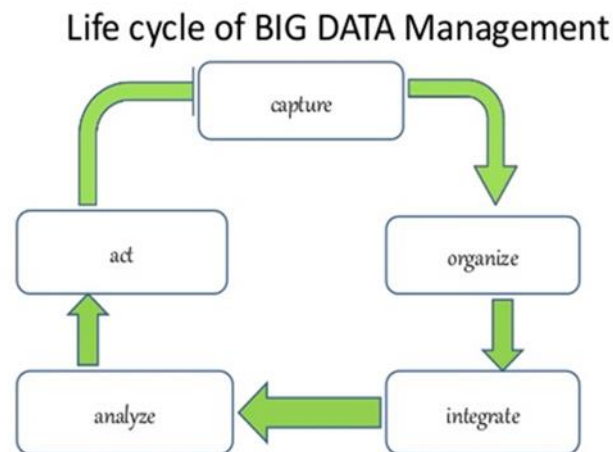 Life cycle of BIG DATA Management
capture
act
organize
analyze
integrate